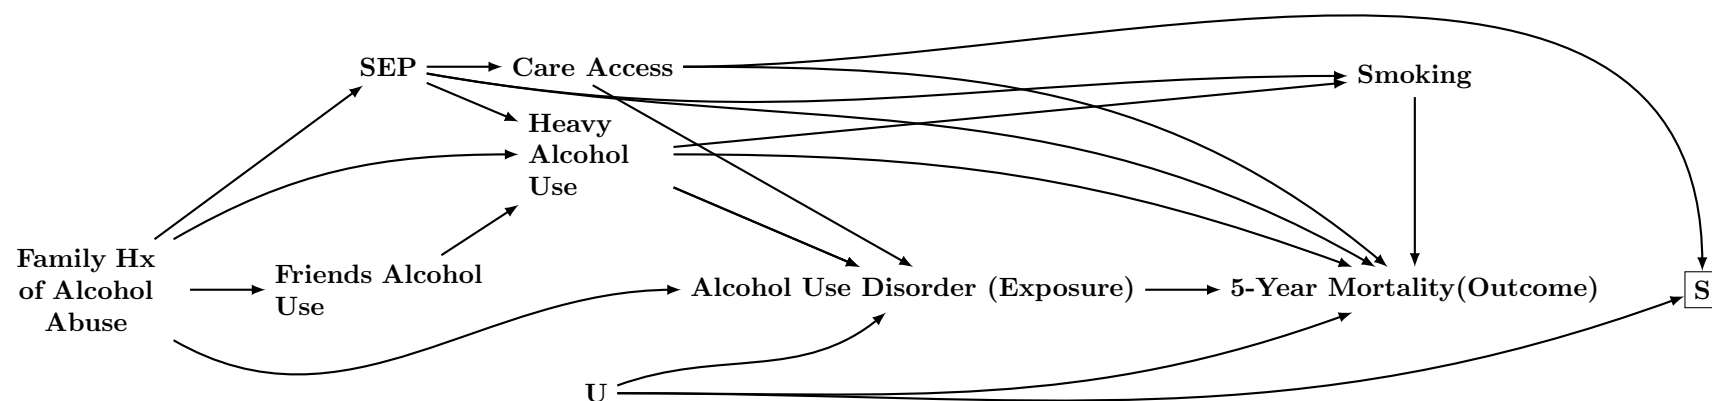 SEP
Care Access
Smoking
Heavy
Alcohol
Use
Family Hx
of Alcohol
Abuse
Friends Alcohol
Use
Alcohol Use Disorder (Exposure)
5-Year Mortality(Outcome)
S
U